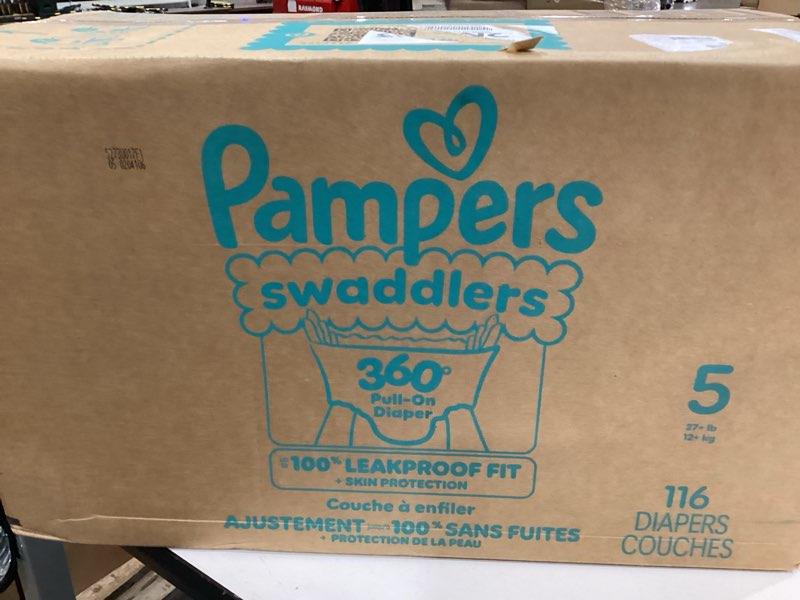 RAYMOND
Pampers
swaddlers
360°
Pull-On
Diaper
100% LEAKPROOF FIT
+ SKIN PROTECTION
Couche à enfiler
AJUSTEMENT 100% SANS FUITES
+ PROTECTION DE LA PEAU
5
27+ lb
12+ kg
116
DIAPERS
COUCHES